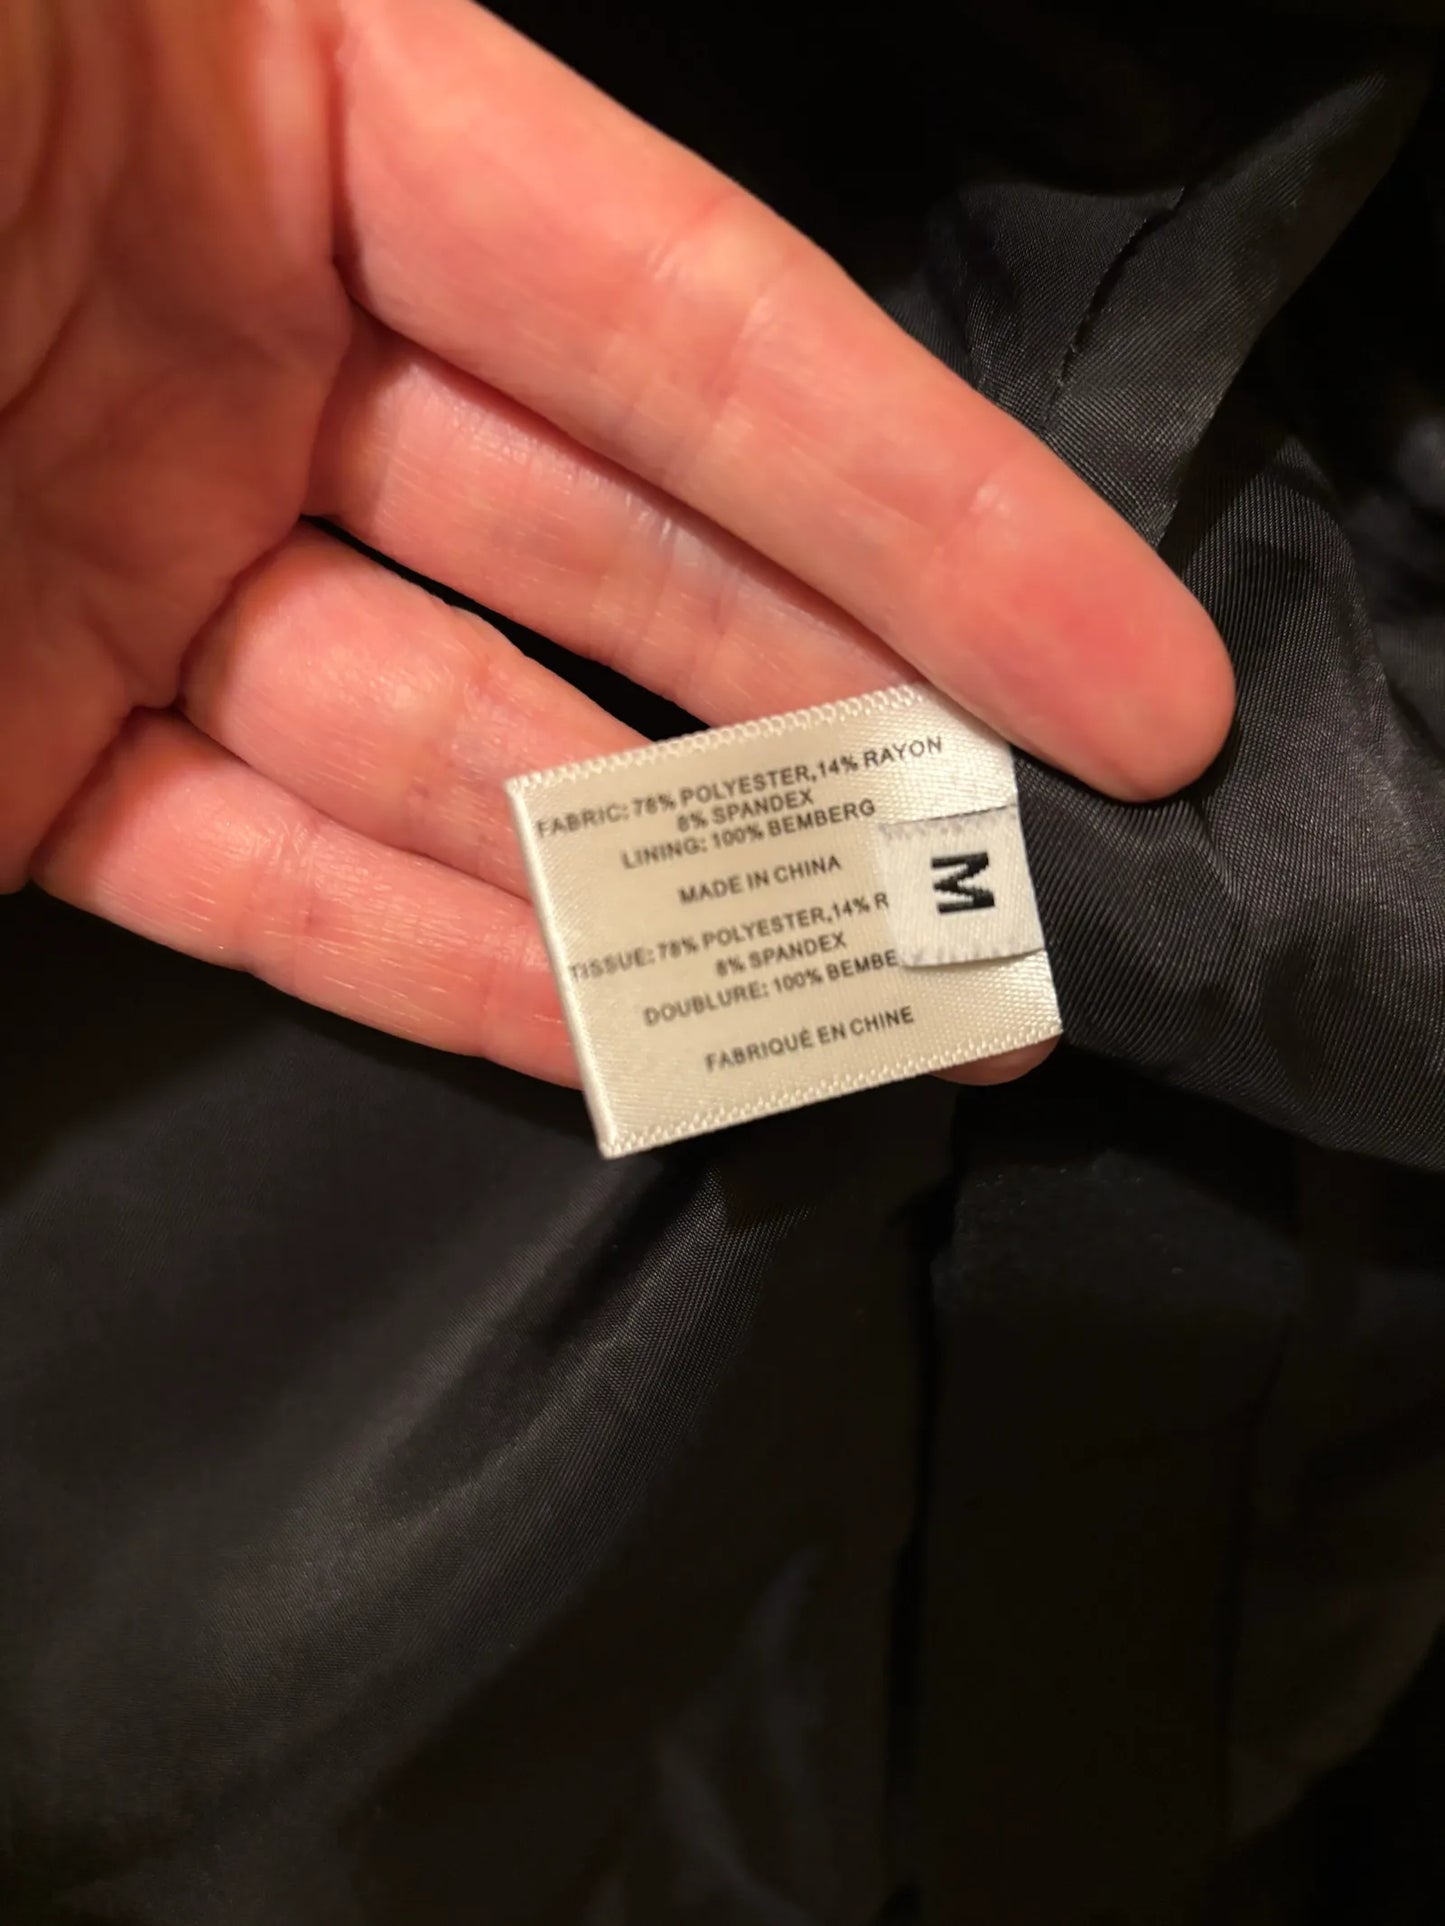 FABRIC: 78% POLYESTER,14% RAYON
8% SPANDEX
LINING: 100% BEMBERG
MADE IN CHINA
TISSUE: 78% POLYESTER,14% R
8% SPANDEX
DOUBLURE: 100% BEMBE
FABRIQUÉ EN CHINE
M